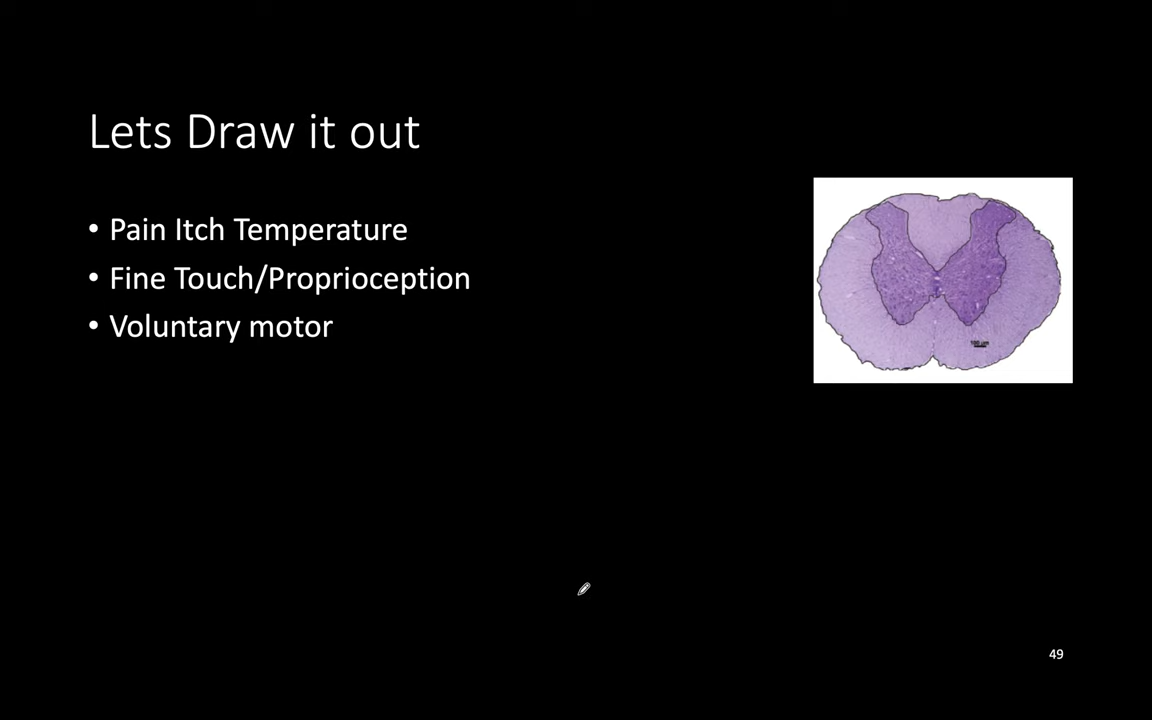 Lets Draw it out
• Pain Itch Temperature
• Fine Touch/Proprioception
• Voluntary motor
49